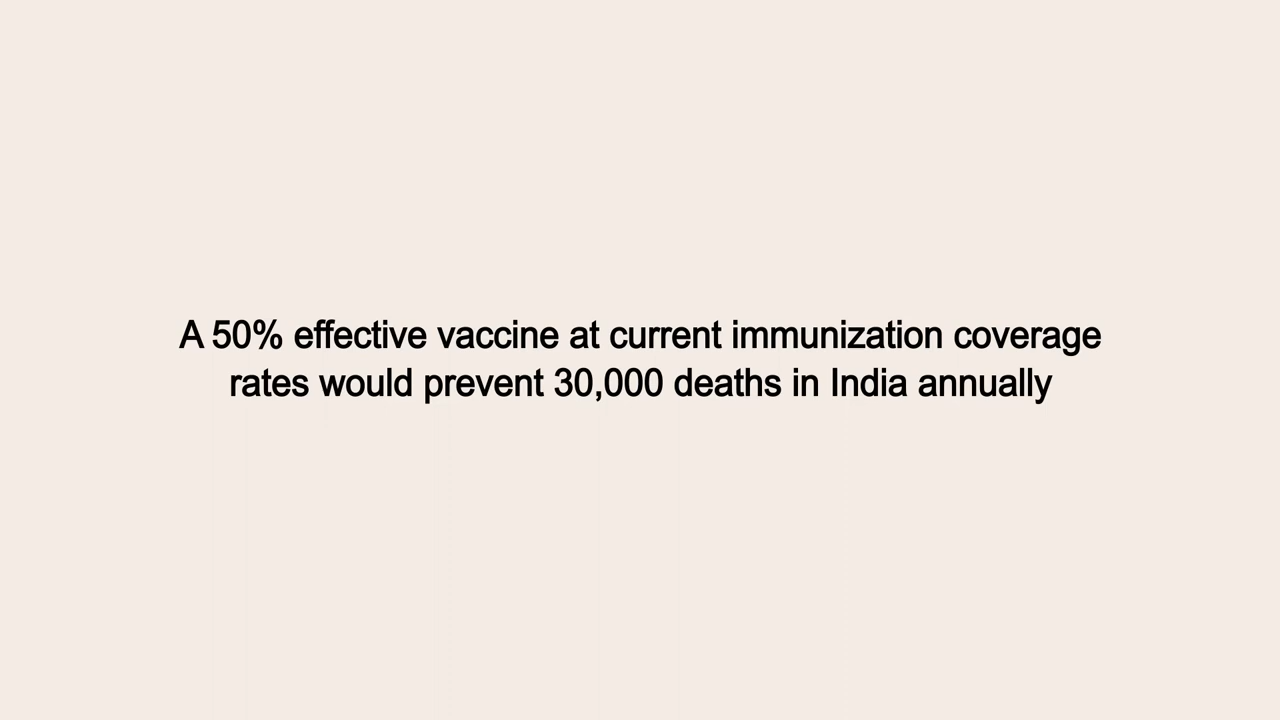 A 50% effective vaccine at current immunization coverage
rates would prevent 30,000 deaths in India annually